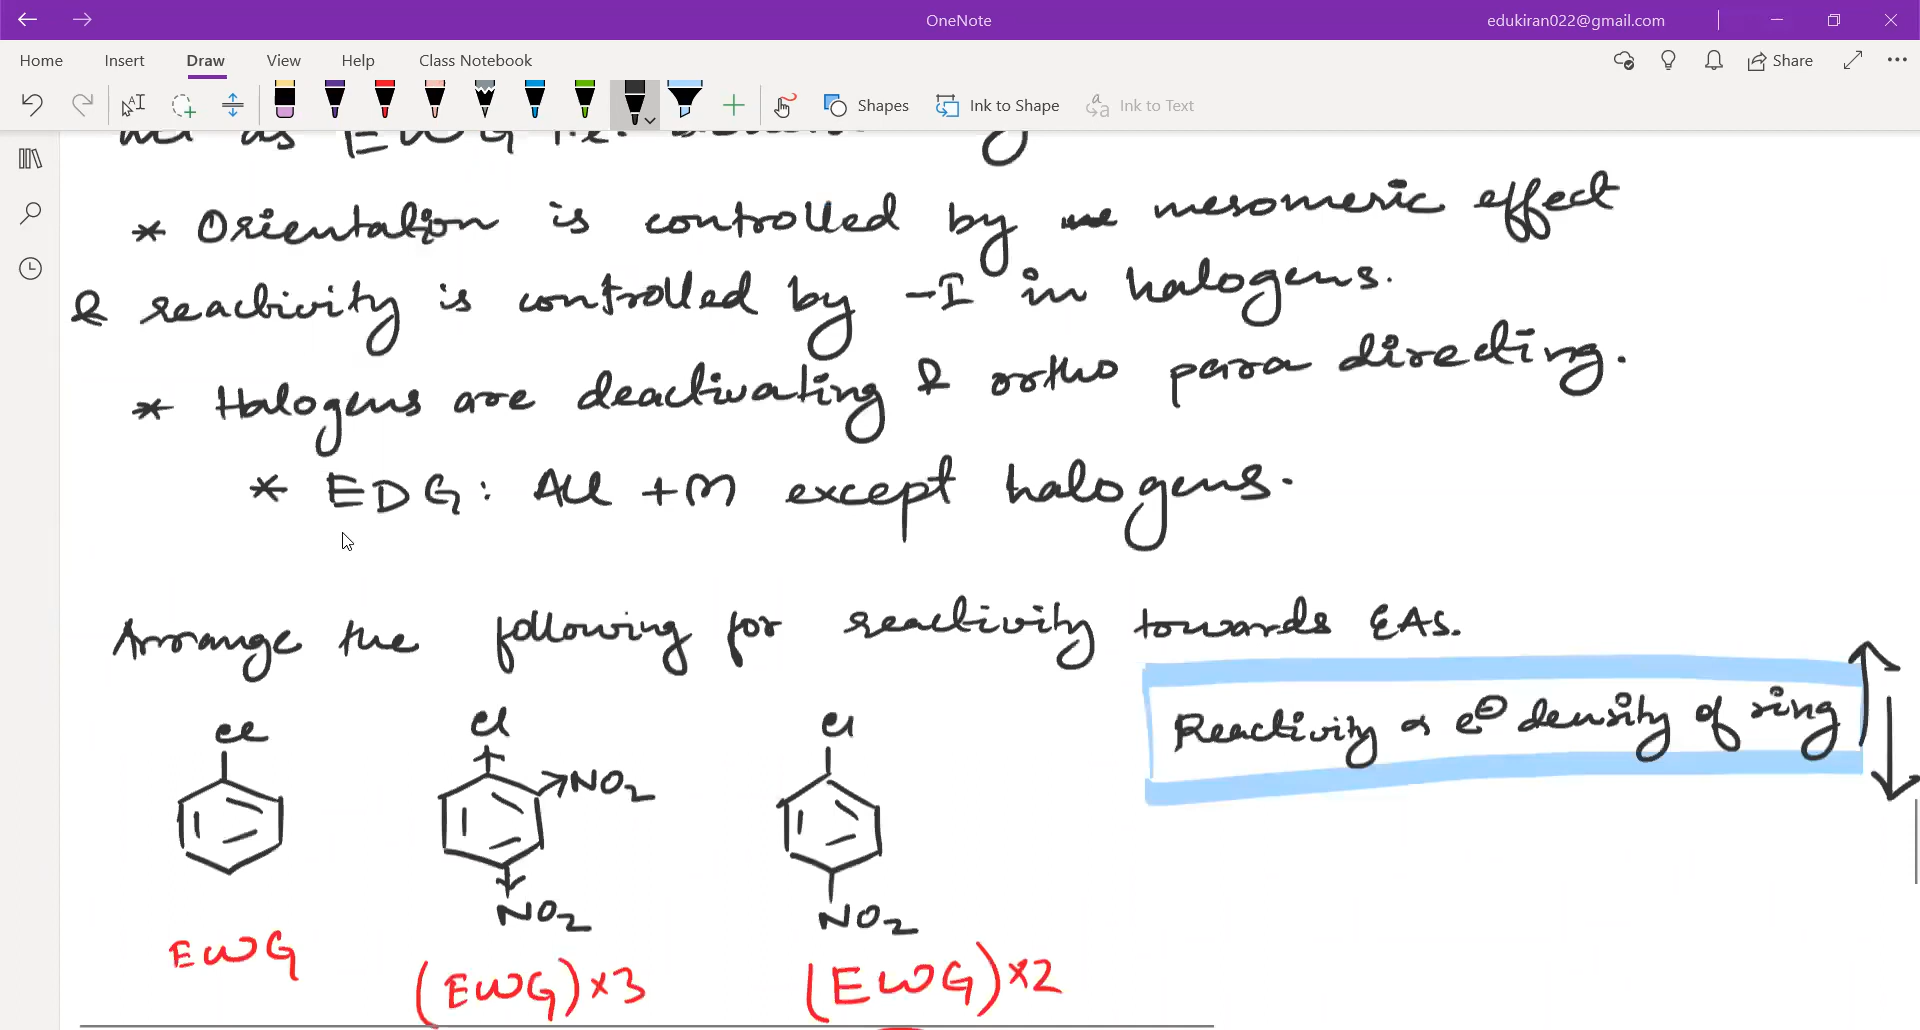 OneNote
edukiran022@gmail.com
Home Insert Draw View Help Class Notebook
Share
Shapes Ink to Shape Ink to Text
as EWG i.e.
* Orientation is controlled by mesomeric effect
& reactivity is controlled by -I in halogens.
* Halogens are deactivating & ortho para directing.
* EDG: All +M except halogens.
Arrange the following for reactivity towards EAS.
Reactivity ∝ e⊖ density of ring
Cl Cl Cl
NO2
NO2 NO2
EWG (EWG)×3 (EWG)×2